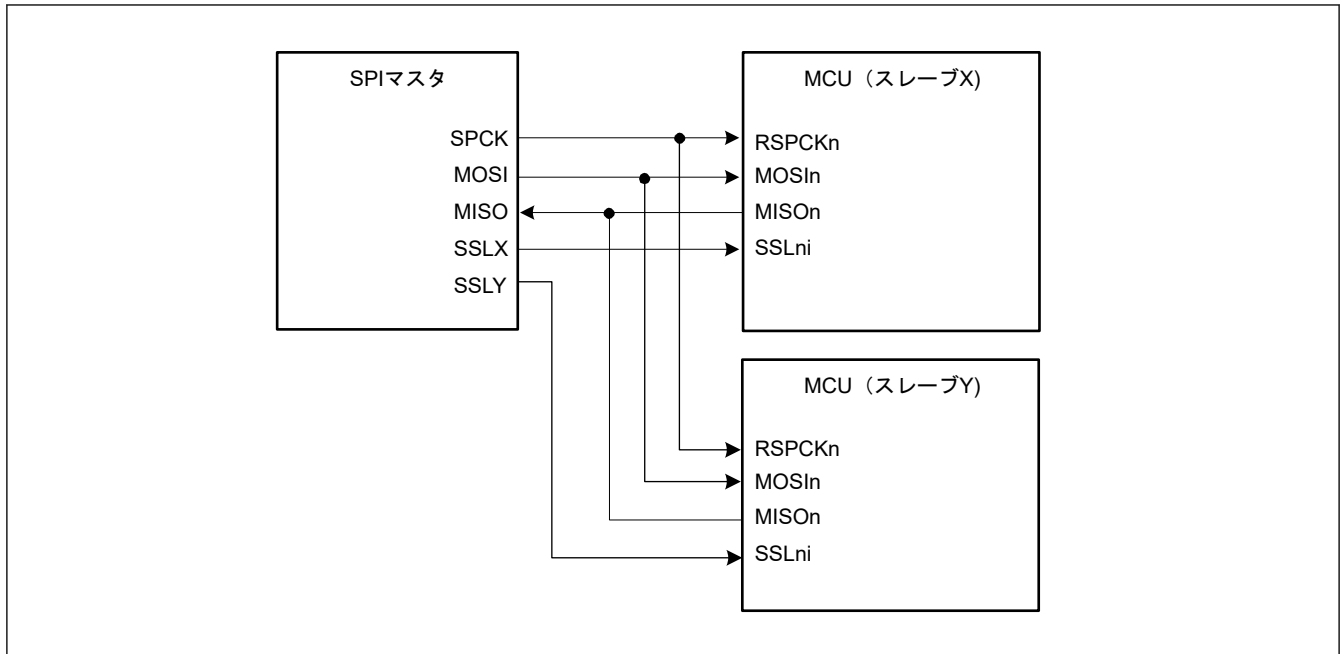 SPIマスタ
SPCK
MOSI
MISO
SSLX
SSLY
MCU（スレーブX)
RSPCKn
MOSIn
MISOn
SSLni
MCU（スレーブY)
RSPCKn
MOSIn
MISOn
SSLni